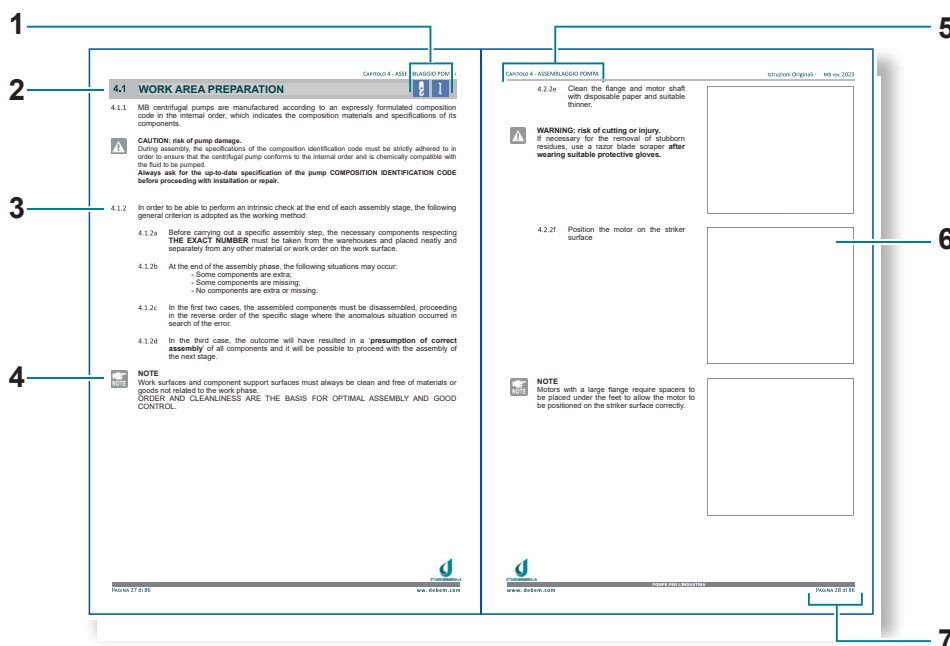 1
5
2
3
4
6
7
CAPITOLO 4 - ASSE BLAGGIO POM
4.1 WORK AREA PREPARATION
4.1.1 MB centrifugal pumps are manufactured according to an expressly formulated composition
code in the internal order, which indicates the composition materials and specifications of its
components.
CAUTION: risk of pump damage.
During assembly, the specifications of the composition identification code must be strictly adhered to in
order to ensure that the centrifugal pump conforms to the internal order and is chemically compatible with
the fluid to be pumped.
Always ask for the up-to-date specification of the pump COMPOSITION IDENTIFICATION CODE
before proceeding with installation or repair.
4.1.2 In order to be able to perform an intrinsic check at the end of each assembly stage, the following
general criterion is adopted as the working method:
4.1.2a Before carrying out a specific assembly step, the necessary components respecting
THE EXACT NUMBER must be taken from the warehouses and placed neatly and
separately from any other material or work order on the work surface.
4.1.2b At the end of the assembly phase, the following situations may occur:
- Some components are extra;
- Some components are missing;
- No components are extra or missing.
4.1.2c In the first two cases, the assembled components must be disassembled, proceeding
in the reverse order of the specific stage where the anomalous situation occurred in
search of the error.
4.1.2d In the third case, the outcome will have resulted in a 'presumption of correct
assembly' of all components and it will be possible to proceed with the assembly of
the next stage.
NOTE
NOTE
Work surfaces and component support surfaces must always be clean and free of materials or
goods not related to the work phase.
ORDER AND CLEANLINESS ARE THE BASIS FOR OPTIMAL ASSEMBLY AND GOOD
CONTROL.
PAGINA 27 di 86
ww. debem.com
CAPITOLO 4 - ASSEMBLAGGIO POMPA
Istruzioni Originali - MB rev. 2023
4.2.2e Clean the flange and motor shaft
with disposable paper and suitable
thinner.
WARNING: risk of cutting or injury.
If necessary for the removal of stubborn
residues, use a razor blade scraper after
wearing suitable protective gloves.
4.2.2f Position the motor on the striker
surface
NOTE
NOTE
Motors with a large flange require spacers to
be placed under the feet to allow the motor to
be positioned on the striker surface correctly.
POMPE PER L'INDUSTRIA
www. debem.com
PAGINA 28 di 86